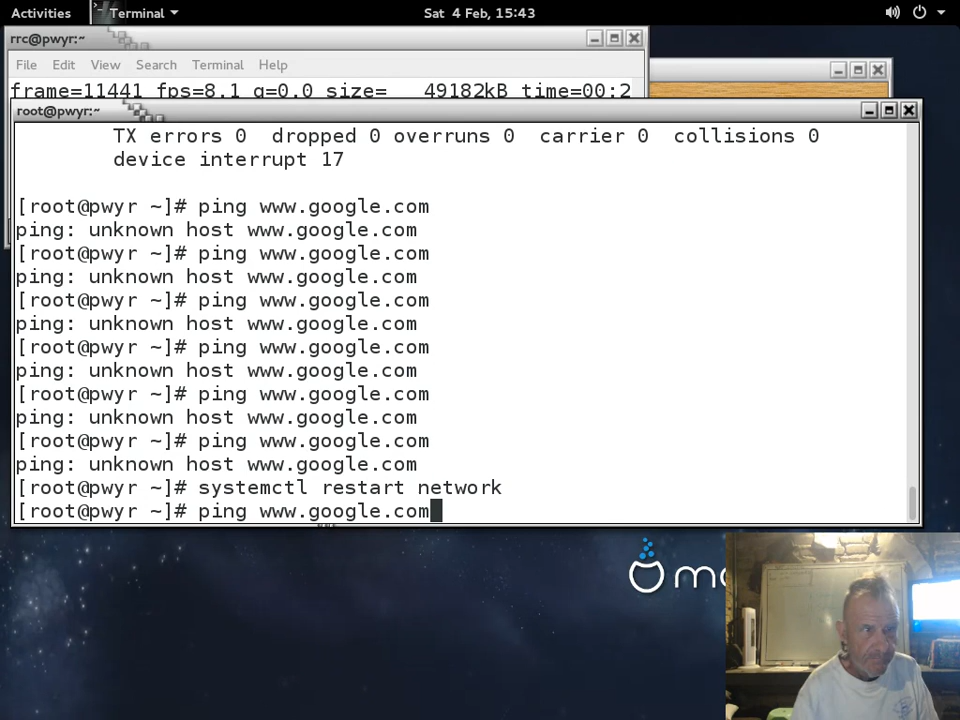 Activities Terminal Sat 4 Feb, 15:43
rrc@pwyr:~
File Edit View Search Terminal Help
frame=11441 fps=8.1 q=0.0 size= 49182kB time=00:2
root@pwyr:~
TX errors 0 dropped 0 overruns 0 carrier 0 collisions 0
device interrupt 17
[root@pwyr ~]# ping www.google.com
ping: unknown host www.google.com
[root@pwyr ~]# ping www.google.com
ping: unknown host www.google.com
[root@pwyr ~]# ping www.google.com
ping: unknown host www.google.com
[root@pwyr ~]# ping www.google.com
ping: unknown host www.google.com
[root@pwyr ~]# ping www.google.com
ping: unknown host www.google.com
[root@pwyr ~]# ping www.google.com
ping: unknown host www.google.com
[root@pwyr ~]# systemctl restart network
[root@pwyr ~]# ping www.google.com